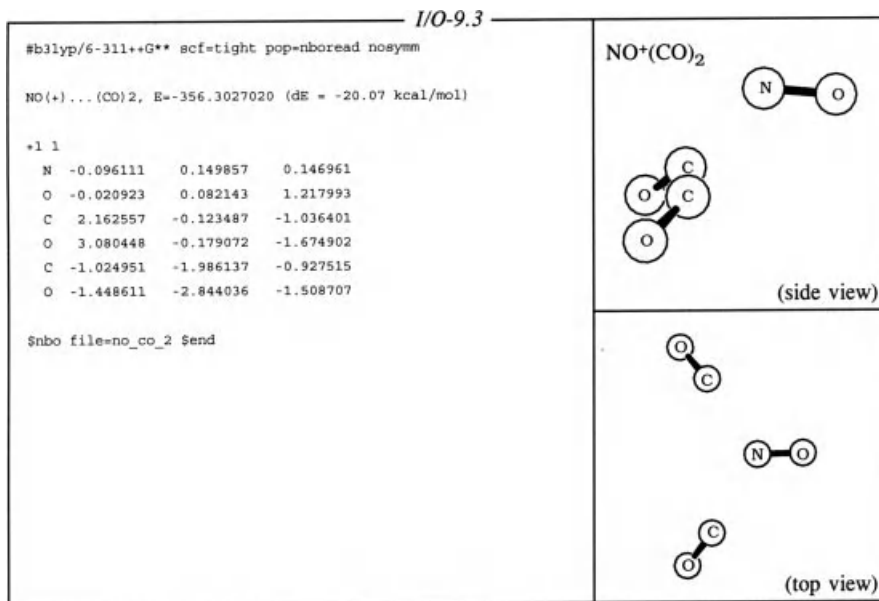 I/O-9.3
#b3lyp/6-311++G** scf=tight pop=nboread nosymm
NO(+)...(CO)2, E=-356.3027020 (dE = -20.07 kcal/mol)
+1 1
N -0.096111 0.149857 0.146961
O -0.020923 0.082143 1.217993
C 2.162557 -0.123487 -1.036401
O 3.080448 -0.179072 -1.674902
C -1.024951 -1.986137 -0.927515
O -1.448611 -2.844036 -1.508707
$nbo file=no_co_2 $end
NO⁺(CO)₂
N O
C
O C
O
(side view)
O
C
N O
C
O
(top view)